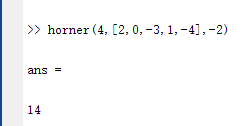 >> horner(4,[2,0,-3,1,-4],-2)
ans =
14